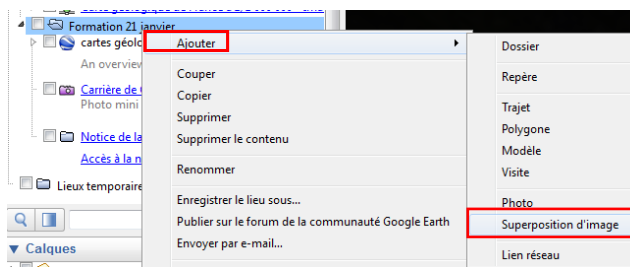 Formation 21 janvier
cartes géolo
An overview
Carrière de
Photo mini
Notice de la
Accès à la n
Lieux temporaire
Calques
Ajouter
Couper
Copier
Supprimer
Supprimer le contenu
Renommer
Enregistrer le lieu sous...
Publier sur le forum de la communauté Google Earth
Envoyer par e-mail...
Dossier
Repère
Trajet
Polygone
Modèle
Visite
Photo
Superposition d'image
Lien réseau